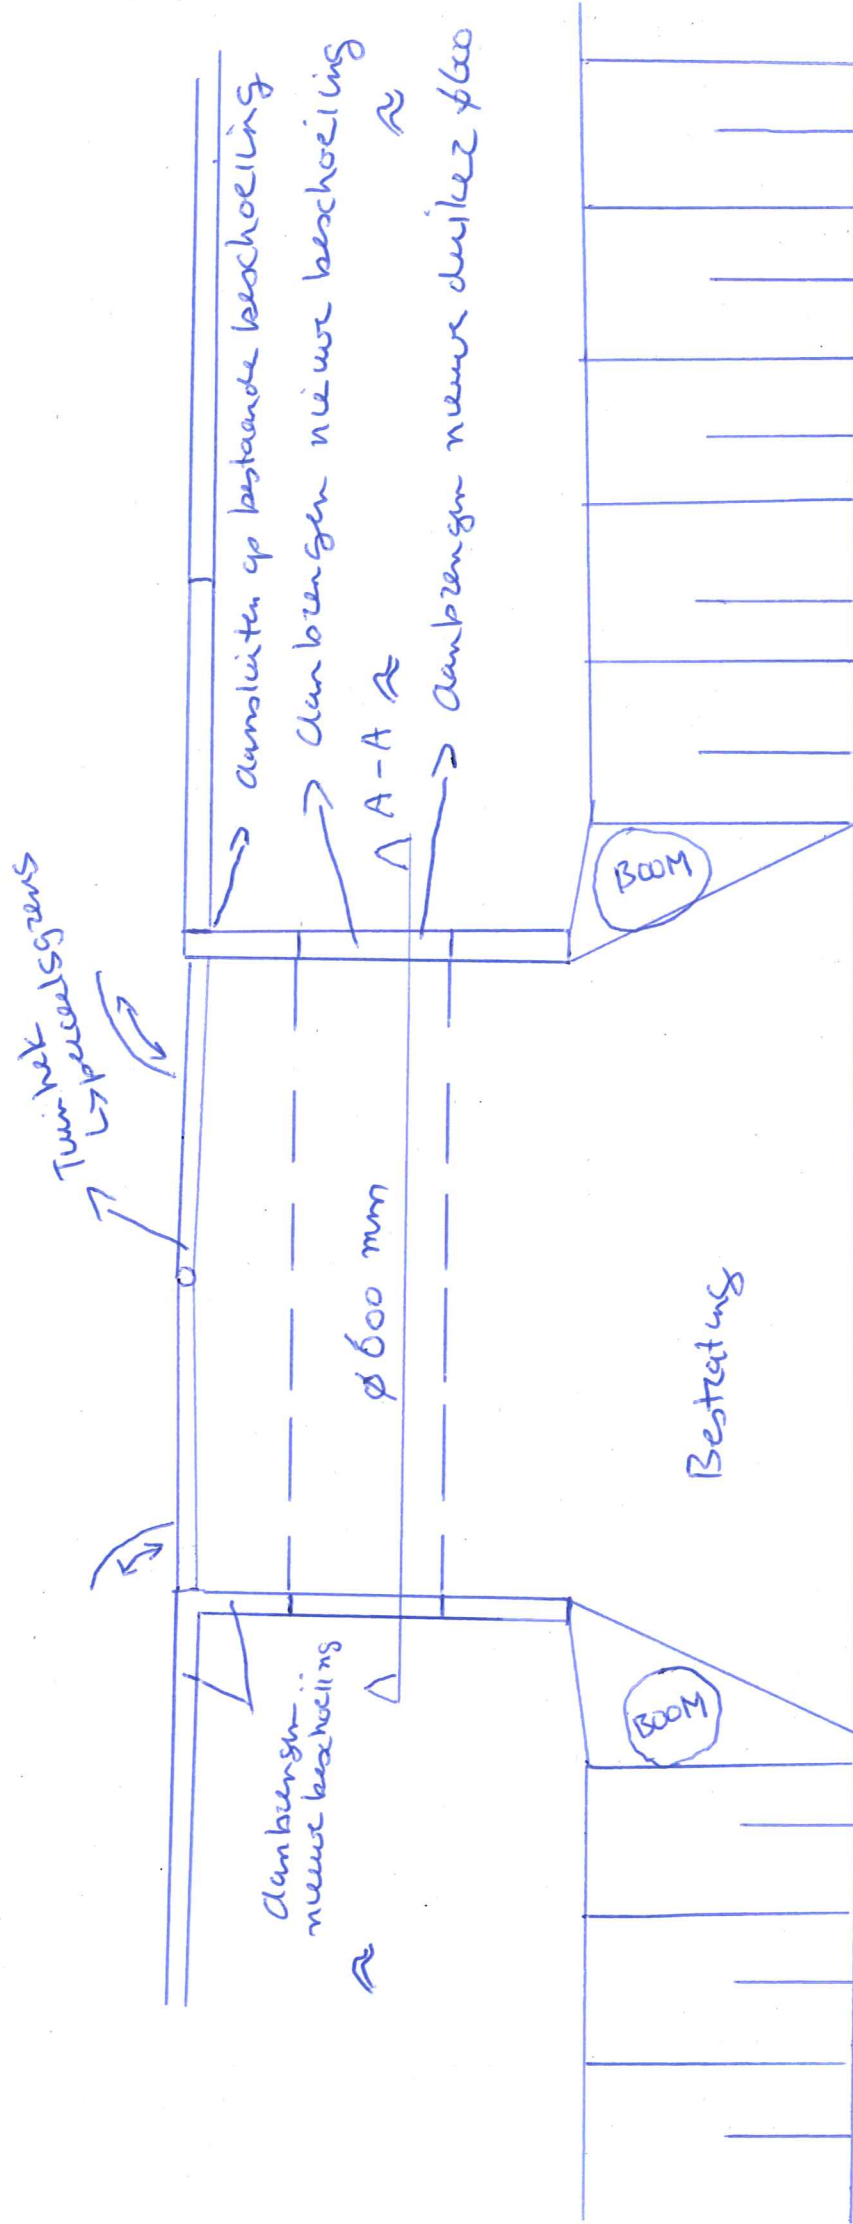 Tuinhek
↳ perceelsgrens
aansluiten op bestaande beschoeiing
aanbrengen nieuwe beschoeiing
A-A
aanbrengen nieuwe duiker ø600
ø 600 mm
aanbrengen
nieuwe beschoeiing
BOOM
BOOM
Bestrating